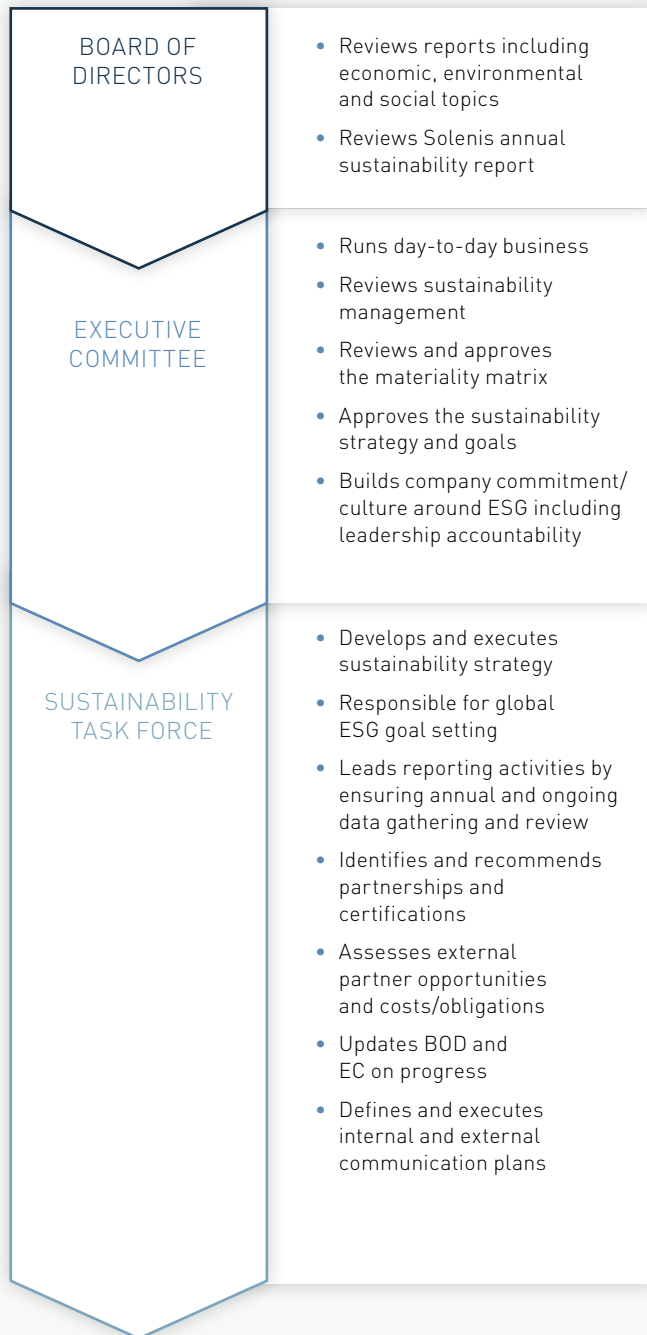 BOARD OF
DIRECTORS
• Reviews reports including
economic, environmental
and social topics
• Reviews Solenis annual
sustainability report
EXECUTIVE
COMMITTEE
• Runs day-to-day business
• Reviews sustainability
management
• Reviews and approves
the materiality matrix
• Approves the sustainability
strategy and goals
• Builds company commitment/
culture around ESG including
leadership accountability
SUSTAINABILITY
TASK FORCE
• Develops and executes
sustainability strategy
• Responsible for global
ESG goal setting
• Leads reporting activities by
ensuring annual and ongoing
data gathering and review
• Identifies and recommends
partnerships and
certifications
• Assesses external
partner opportunities
and costs/obligations
• Updates BOD and
EC on progress
• Defines and executes
internal and external
communication plans